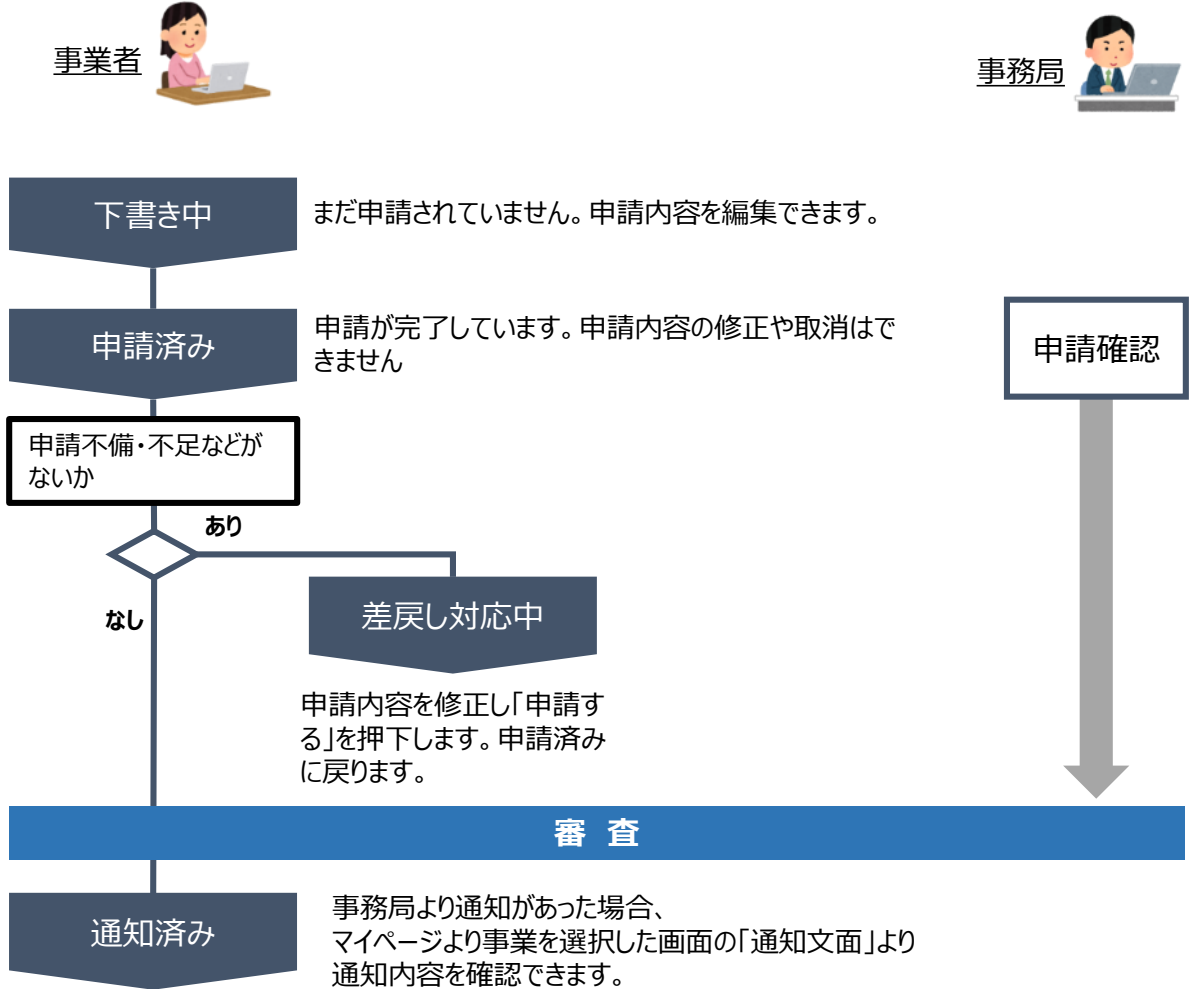 事業者
事務局
下書き中
まだ申請されていません。申請内容を編集できます。
申請済み
申請が完了しています。申請内容の修正や取消はで
きません
申請確認
申請不備・不足などが
ないか
あり
なし
差戻し対応中
申請内容を修正し「申請す
る」を押下します。申請済み
に戻ります。
審 査
通知済み
事務局より通知があった場合、
マイページより事業を選択した画面の「通知文面」より
通知内容を確認できます。